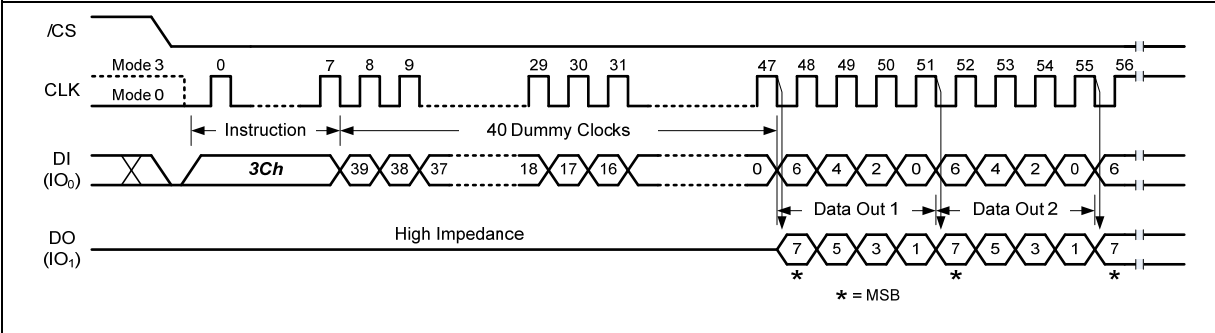 /CS
Mode 3 0 7 8 9 29 30 31 47 48 49 50 51 52 53 54 55 56
CLK
Mode 0
Instruction 40 Dummy Clocks
DI
(IO0)
3Ch 39 38 37 18 17 16 0 6 4 2 0 6 4 2 0 6
Data Out 1 Data Out 2
High Impedance
DO
(IO1)
7 5 3 1 7 5 3 1 7
* * *
* = MSB